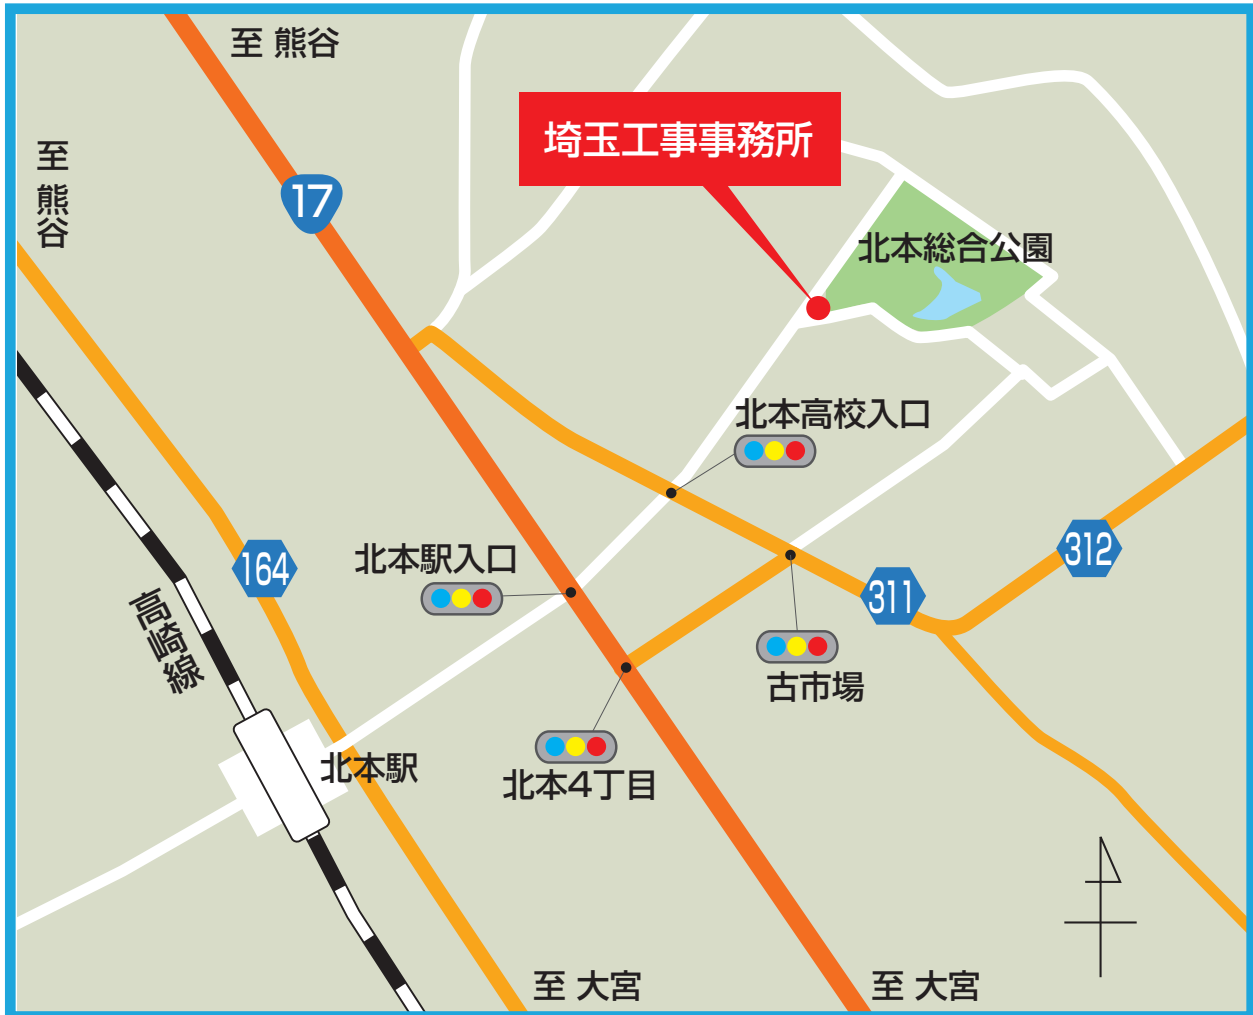 至 熊谷
埼玉工事事務所
至 熊谷
17
北本総合公園
北本高校入口
北本駅入口
164
312
311
高崎線
古市場
北本駅
北本4丁目
至 大宮
至 大宮